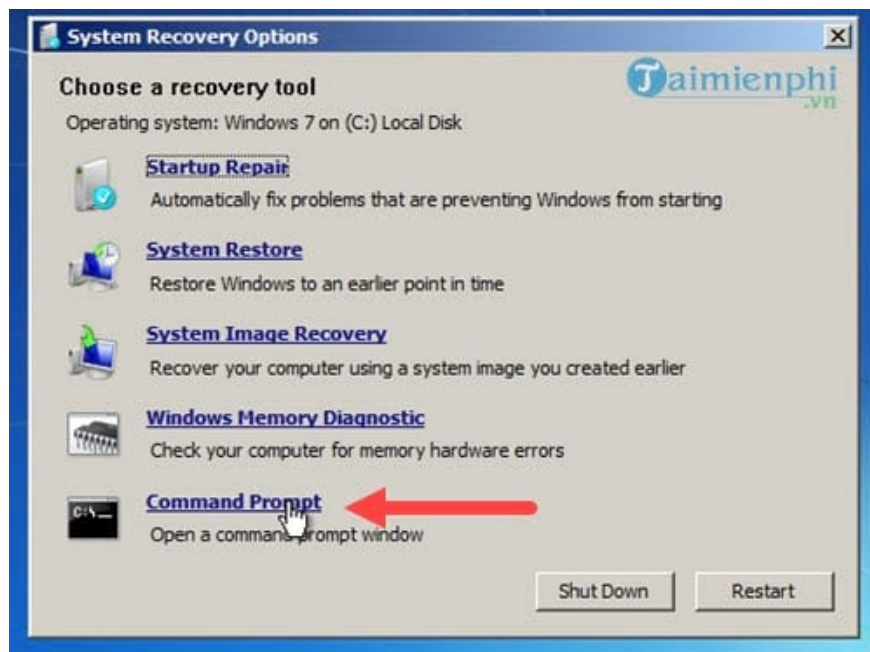 System Recovery Options
Taimienphi
.vn
Choose a recovery tool
Operating system: Windows 7 on (C:) Local Disk
Startup Repair
Automatically fix problems that are preventing Windows from starting
System Restore
Restore Windows to an earlier point in time
System Image Recovery
Recover your computer using a system image you created earlier
Windows Memory Diagnostic
Check your computer for memory hardware errors
C:\_
Command Prompt
Open a command prompt window
Shut Down
Restart